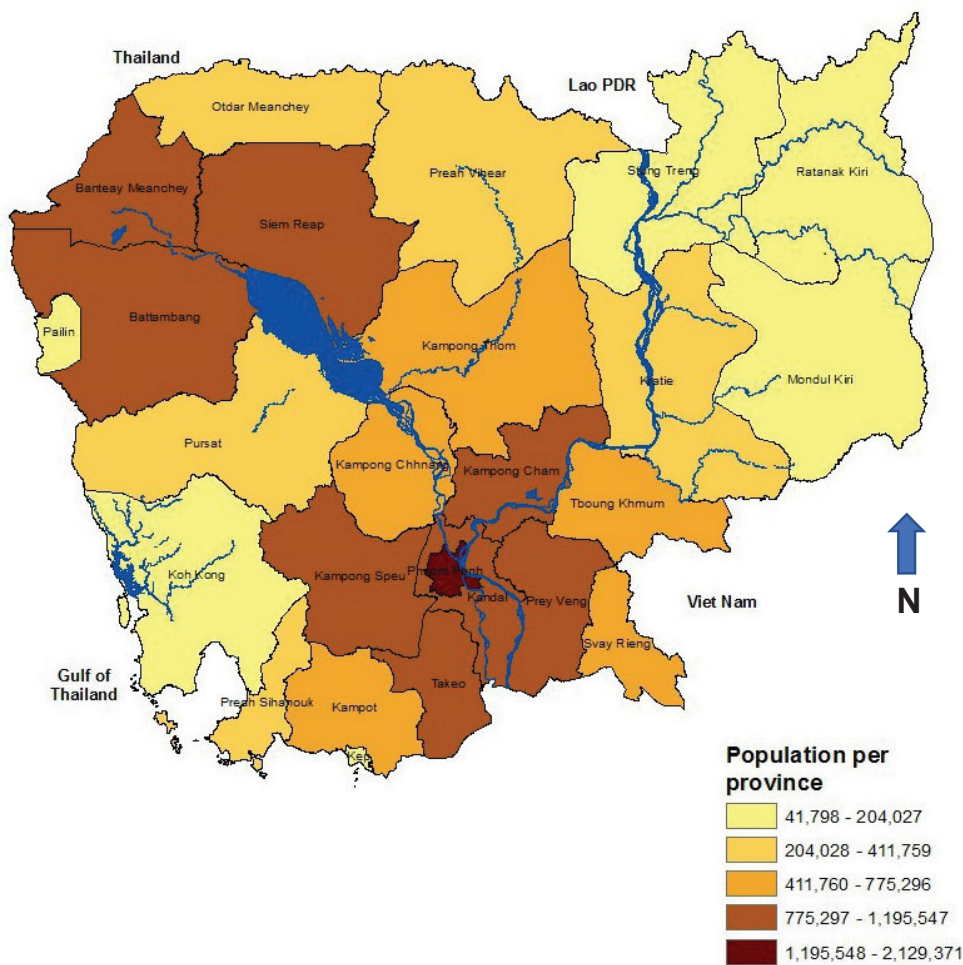 Thailand
Lao PDR
Otdar Meanchey
Stung Treng
Ratanak Kiri
Preah Vihear
Banteay Meanchey
Siem Reap
Battambang
Pailin
Kampong Thom
Kratie
Mondul Kiri
Pursat
Kampong Chhnang
Kampong Cham
Tboung Khmum
Koh Kong
Kampong Speu
Phnom Penh
Kandal
Prey Veng
Viet Nam
N
Svay Rieng
Gulf of
Thailand
Takeo
Preah Sihanouk
Kampot
Kep
Population per
province
41,798 - 204,027
204,028 - 411,759
411,760 - 775,296
775,297 - 1,195,547
1,195,548 - 2,129,371